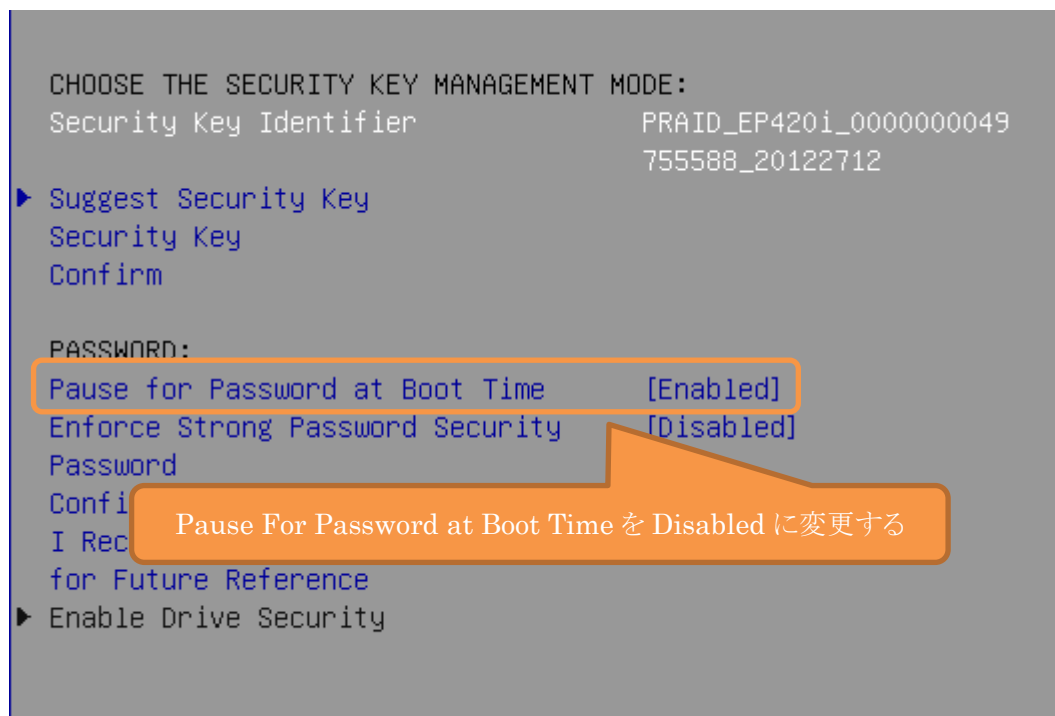 CHOOSE THE SECURITY KEY MANAGEMENT MODE:
Security Key Identifier PRAID_EP420i_0000000049
755588_20122712
Suggest Security Key
Security Key
Confirm
PASSWORD:
Pause for Password at Boot Time [Enabled]
Enforce Strong Password Security [Disabled]
Password
Confi
Pause For Password at Boot Time を Disabled に変更する
I Rec
for Future Reference
Enable Drive Security